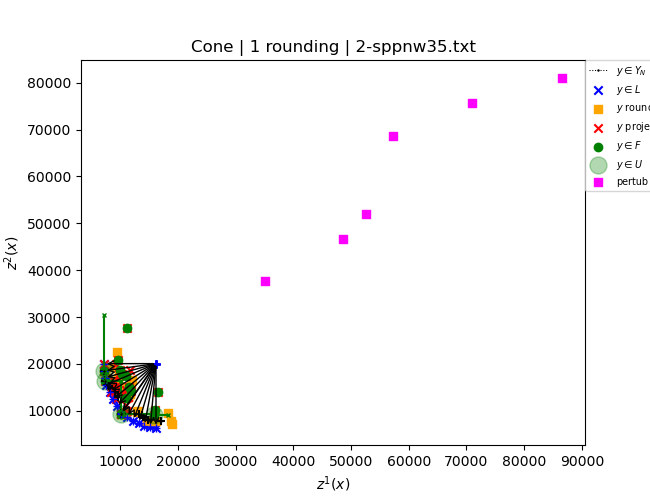 Cone | 1 rounding | 2-sppnw35.txt
z²(x)
80000
70000
60000
50000
40000
30000
20000
10000
10000 20000 30000 40000 50000 60000 70000 80000 90000
z¹(x)
y ∈ Y_N
y ∈ L
y roun
y proje
y ∈ F
y ∈ U
pertub